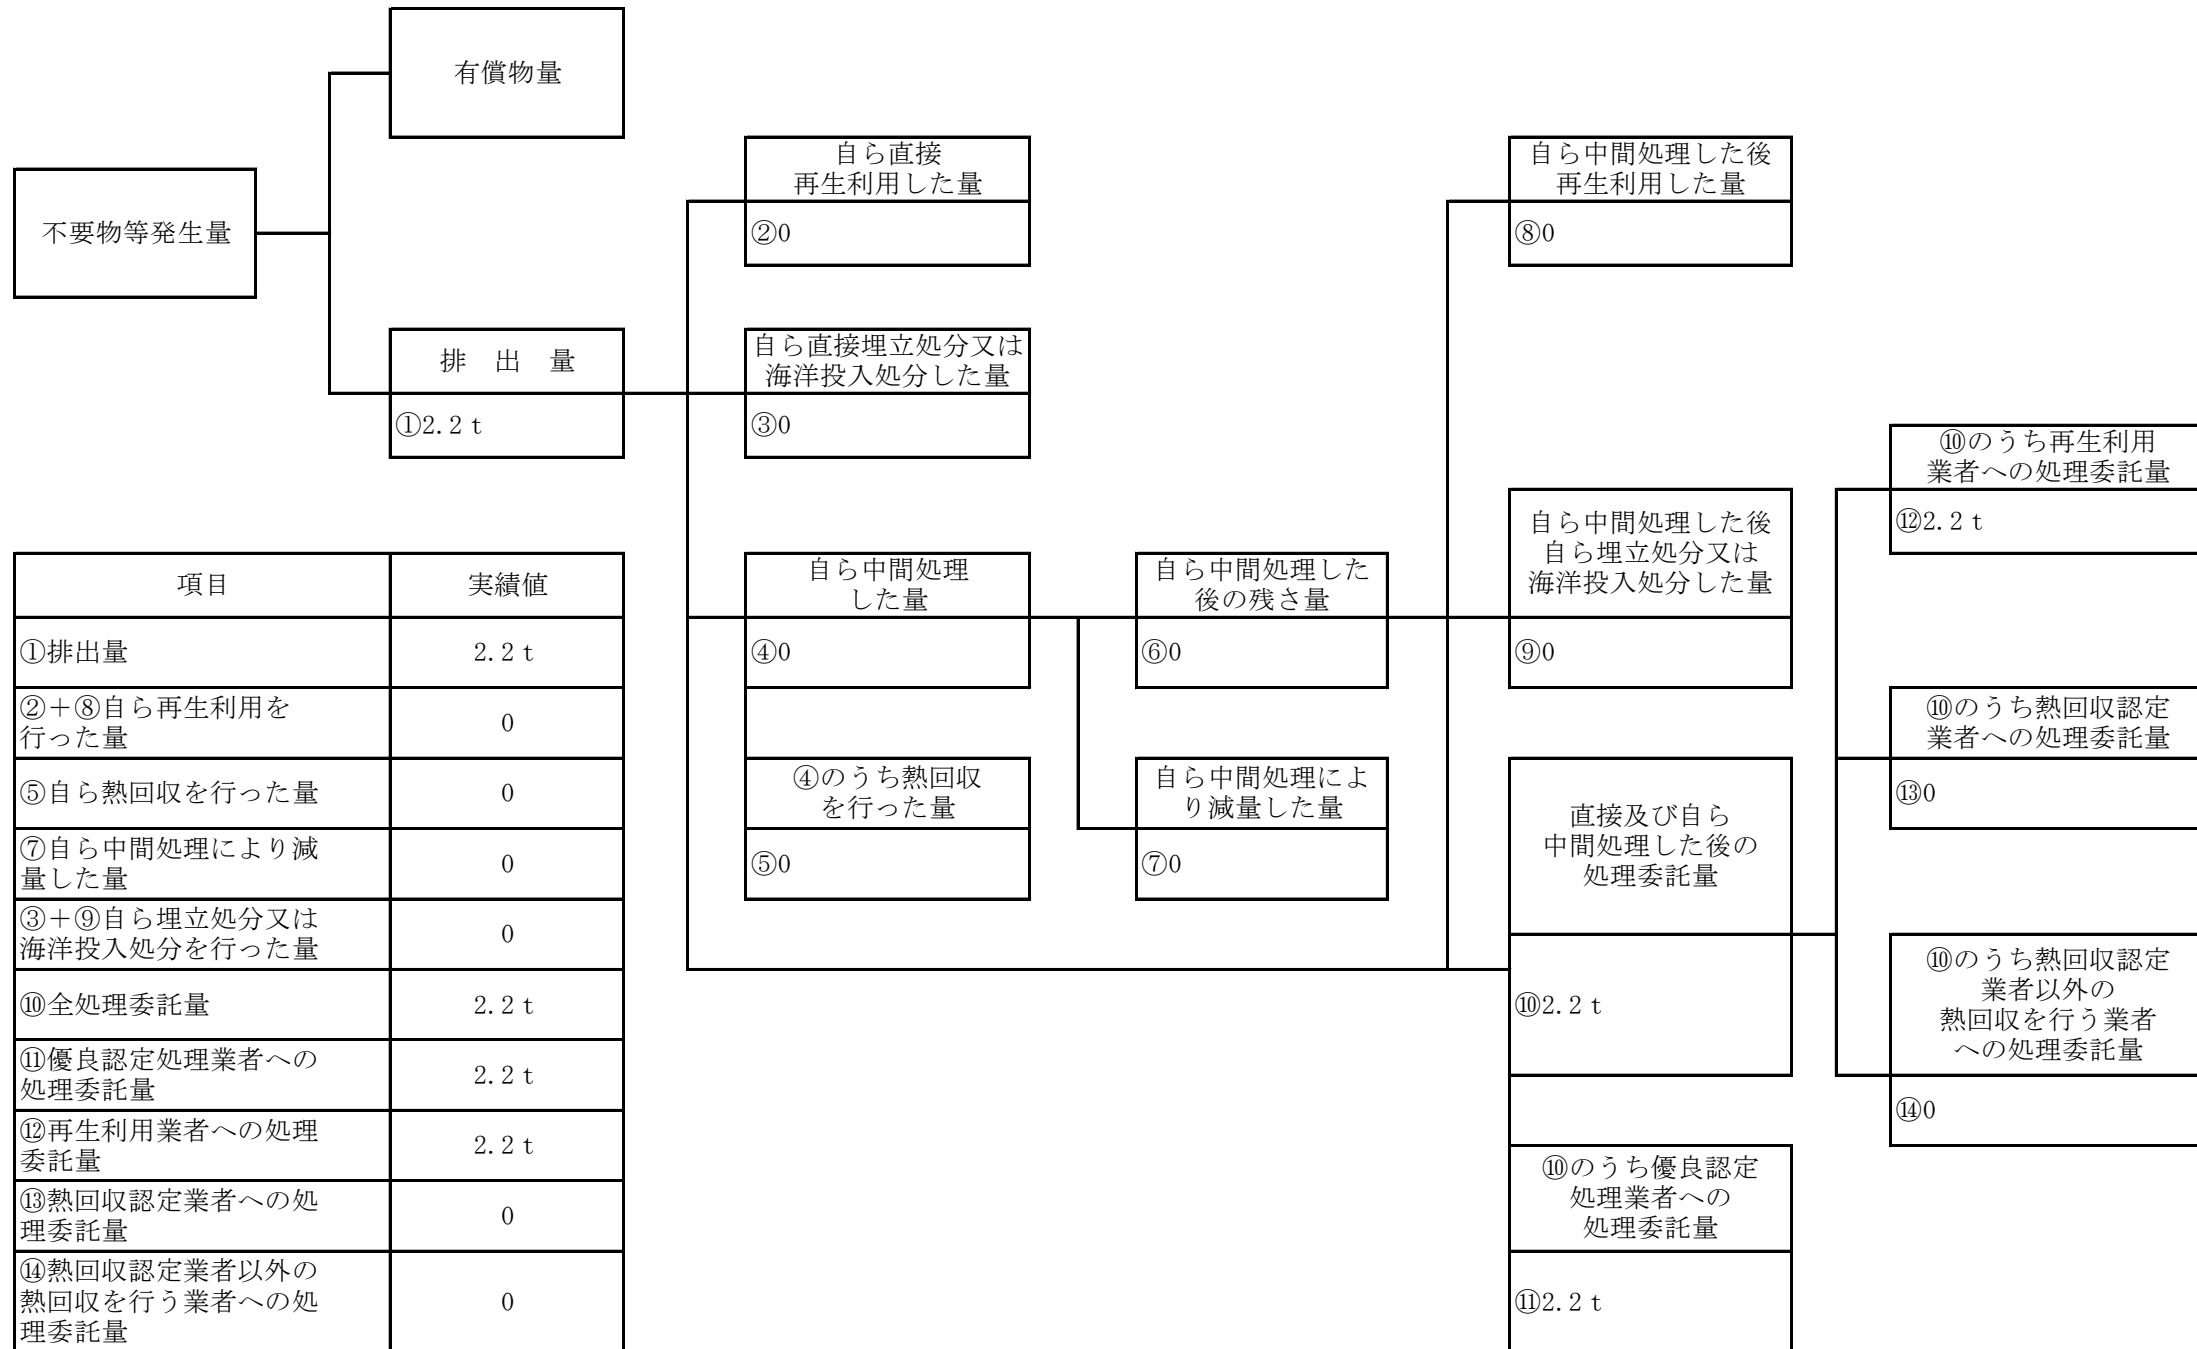 有償物量
不要物等発生量
排　出　量
①2.2ｔ
自ら直接
再生利用した量
②0
自ら直接埋立処分又は
海洋投入処分した量
③0
自ら中間処理
した量
④0
④のうち熱回収
を行った量
⑤0
自ら中間処理した
後の残さ量
⑥0
自ら中間処理によ
り減量した量
⑦0
自ら中間処理した後
再生利用した量
⑧0
自ら中間処理した後
自ら埋立処分又は
海洋投入処分した量
⑨0
直接及び自ら
中間処理した後の
処理委託量
⑩2.2ｔ
⑩のうち優良認定
処理業者への
処理委託量
⑪2.2ｔ
⑩のうち再生利用
業者への処理委託量
⑫2.2ｔ
⑩のうち熱回収認定
業者への処理委託量
⑬0
⑩のうち熱回収認定
業者以外の
熱回収を行う業者
への処理委託量
⑭0
項目 実績値
①排出量 2.2ｔ
②＋⑧自ら再生利用を
行った量
0
⑤自ら熱回収を行った量 0
⑦自ら中間処理により減
量した量
0
③＋⑨自ら埋立処分又は
海洋投入処分を行った量
0
⑩全処理委託量 2.2ｔ
⑪優良認定処理業者への
処理委託量
2.2ｔ
⑫再生利用業者への処理
委託量
2.2ｔ
⑬熱回収認定業者への処
理委託量
0
⑭熱回収認定業者以外の
熱回収を行う業者への処
理委託量
0